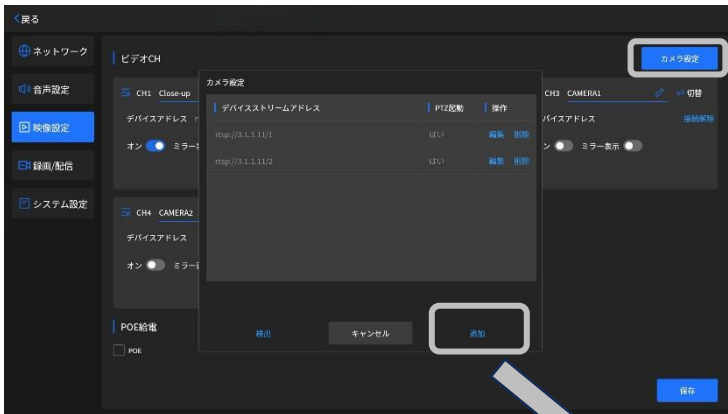 戻る
ネットワーク
音声設定
映像設定
録画/配信
システム設定
ビデオCH
カメラ設定
CH1 Close-up
デバイスアドレス
オン ミラー
CH3 CAMERA1 切替
バイスアドレス 接続解除
ン ミラー表示
CH4 CAMERA2
デバイスアドレス
オン ミラー
カメラ設定
デバイスストリームアドレス PTZ起動 操作
rtsp://3.1.1.11/1 はい 編集 削除
rtsp://3.1.1.11/2 はい 編集 削除
検出 キャンセル 追加
POE給電
POE
保存